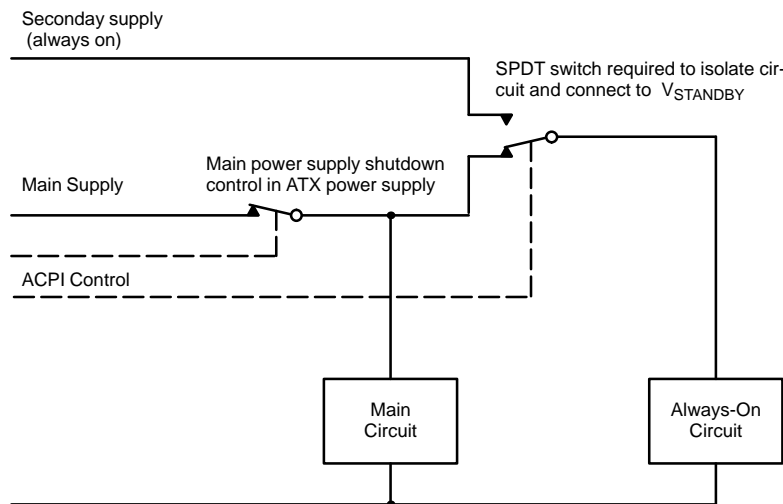 Seconday supply
(always on)
SPDT switch required to isolate cir-
cuit and connect to VSTANDBY
Main power supply shutdown
control in ATX power supply
Main Supply
ACPI Control
Main
Circuit
Always-On
Circuit